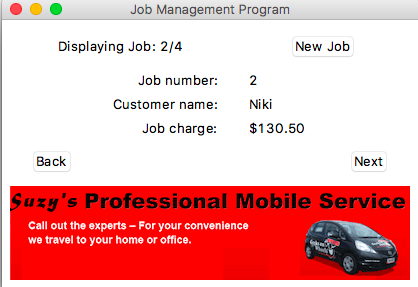 Job Management Program
Displaying Job: 2/4
New Job
Job number: 2
Customer name: Niki
Job charge: $130.50
Back
Next
Suzy's Professional Mobile Service
Call out the experts – For your convenience
we travel to your home or office.